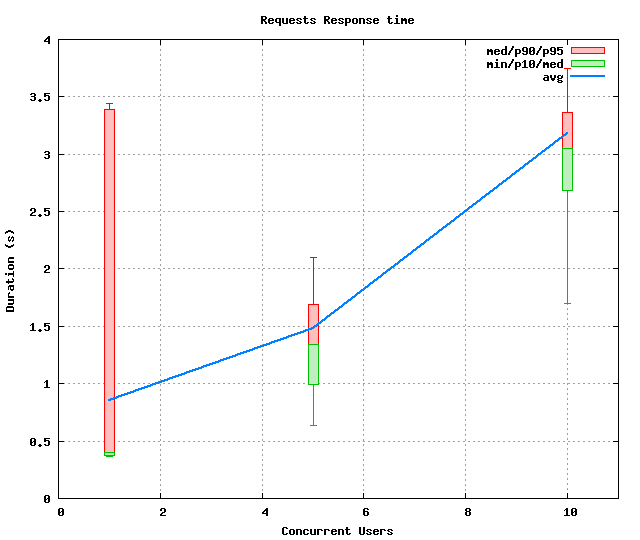 Requests Response time
med/p90/p95
min/p10/med
avg
4
3.5
3
2.5
2
1.5
1
0.5
0
Duration (s)
0 2 4 6 8 10
Concurrent Users